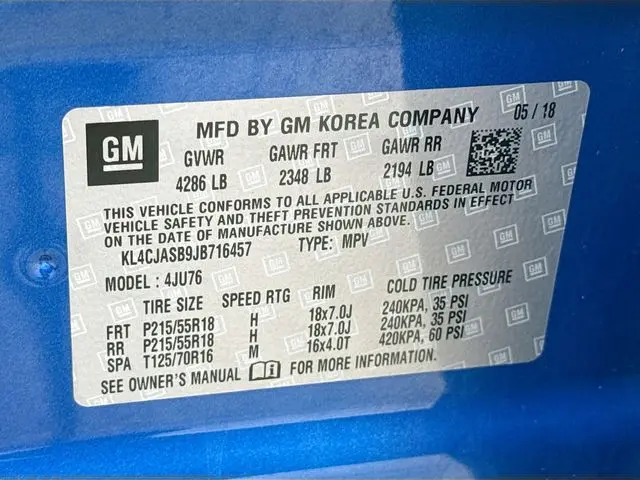 GM
MFD BY GM KOREA COMPANY 05 / 18
GVWR GAWR FRT GAWR RR
4286 LB 2348 LB 2194 LB
THIS VEHICLE CONFORMS TO ALL APPLICABLE U.S. FEDERAL MOTOR
VEHICLE SAFETY AND THEFT PREVENTION STANDARDS IN EFFECT
ON THE DATE OF MANUFACTURE SHOWN ABOVE.
KL4CJASB9JB716457 TYPE: MPV
MODEL : 4JU76
TIRE SIZE SPEED RTG RIM COLD TIRE PRESSURE
FRT P215/55R18 H 18x7.0J 240KPA, 35 PSI
RR P215/55R18 H 18x7.0J 240KPA, 35 PSI
SPA T125/70R16 M 16x4.0T 420KPA, 60 PSI
SEE OWNER'S MANUAL FOR MORE INFORMATION.